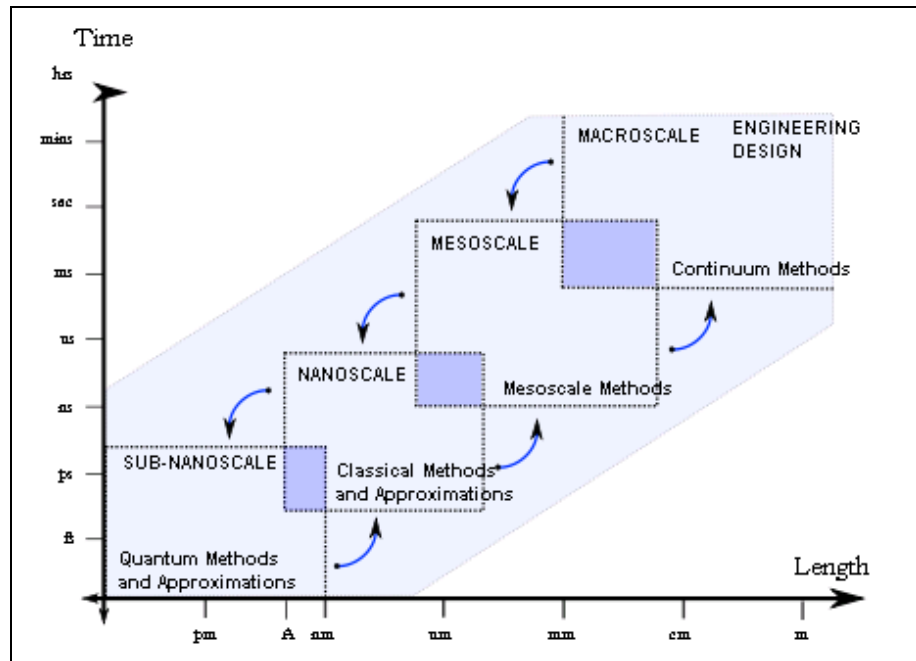 Time
hrs
mins
sec
ms
us
ns
ps
fs
MACROSCALE
ENGINEERING
DESIGN
MESOSCALE
Continuum Methods
NANOSCALE
Mesoscale Methods
SUB-NANOSCALE
Classical Methods
and Approximations
Quantum Methods
and Approximations
Length
pm
A
nm
um
mm
cm
m